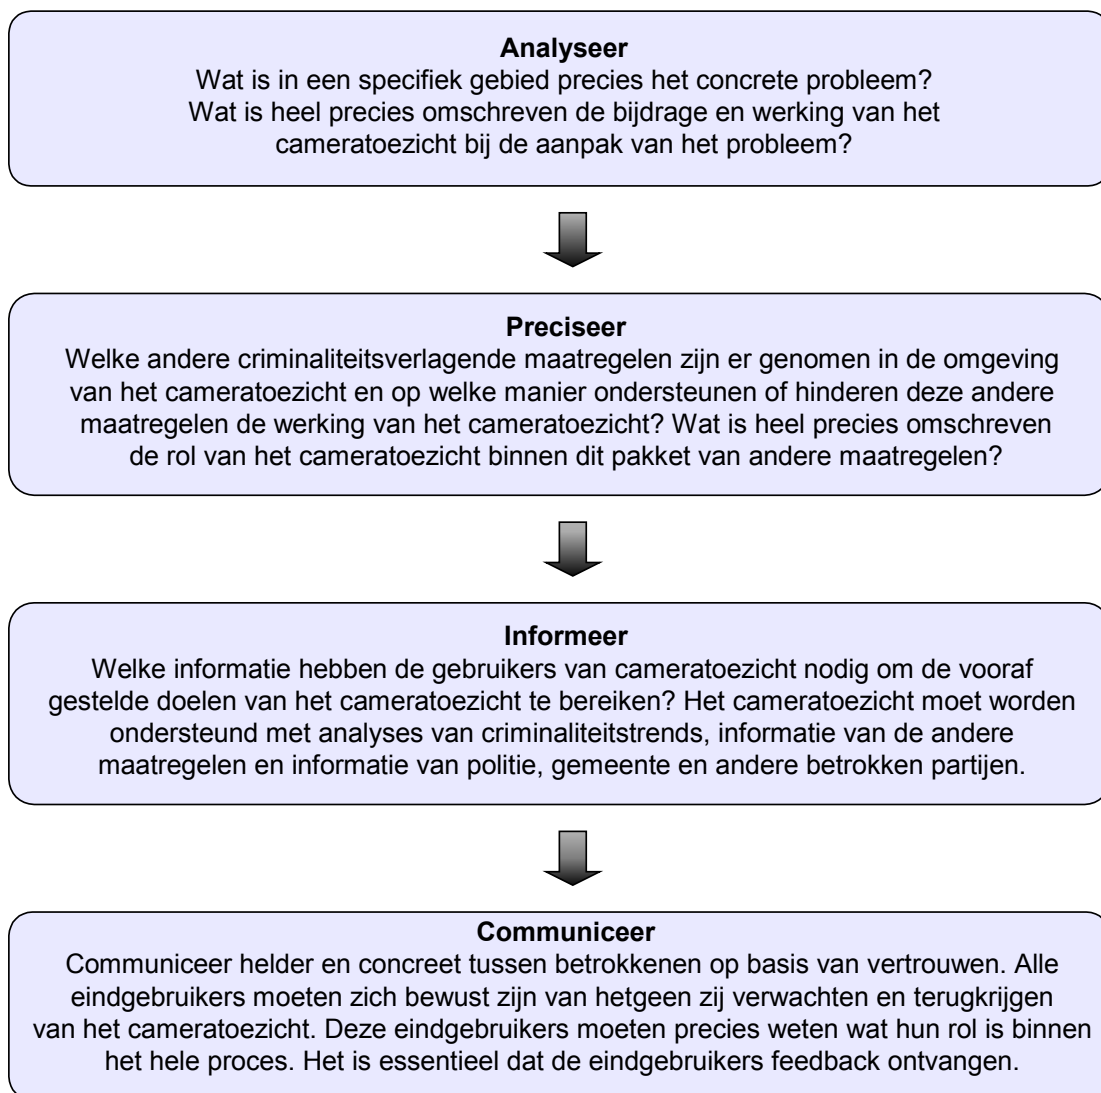 Analyseer
Wat is in een specifiek gebied precies het concrete probleem?
Wat is heel precies omschreven de bijdrage en werking van het
cameratoezicht bij de aanpak van het probleem?
Preciseer
Welke andere criminaliteitsverlagende maatregelen zijn er genomen in de omgeving
van het cameratoezicht en op welke manier ondersteunen of hinderen deze andere
maatregelen de werking van het cameratoezicht? Wat is heel precies omschreven
de rol van het cameratoezicht binnen dit pakket van andere maatregelen?
Informeer
Welke informatie hebben de gebruikers van cameratoezicht nodig om de vooraf
gestelde doelen van het cameratoezicht te bereiken? Het cameratoezicht moet worden
ondersteund met analyses van criminaliteitstrends, informatie van de andere
maatregelen en informatie van politie, gemeente en andere betrokken partijen.
Communiceer
Communiceer helder en concreet tussen betrokkenen op basis van vertrouwen. Alle
eindgebruikers moeten zich bewust zijn van hetgeen zij verwachten en terugkrijgen
van het cameratoezicht. Deze eindgebruikers moeten precies weten wat hun rol is binnen
het hele proces. Het is essentieel dat de eindgebruikers feedback ontvangen.